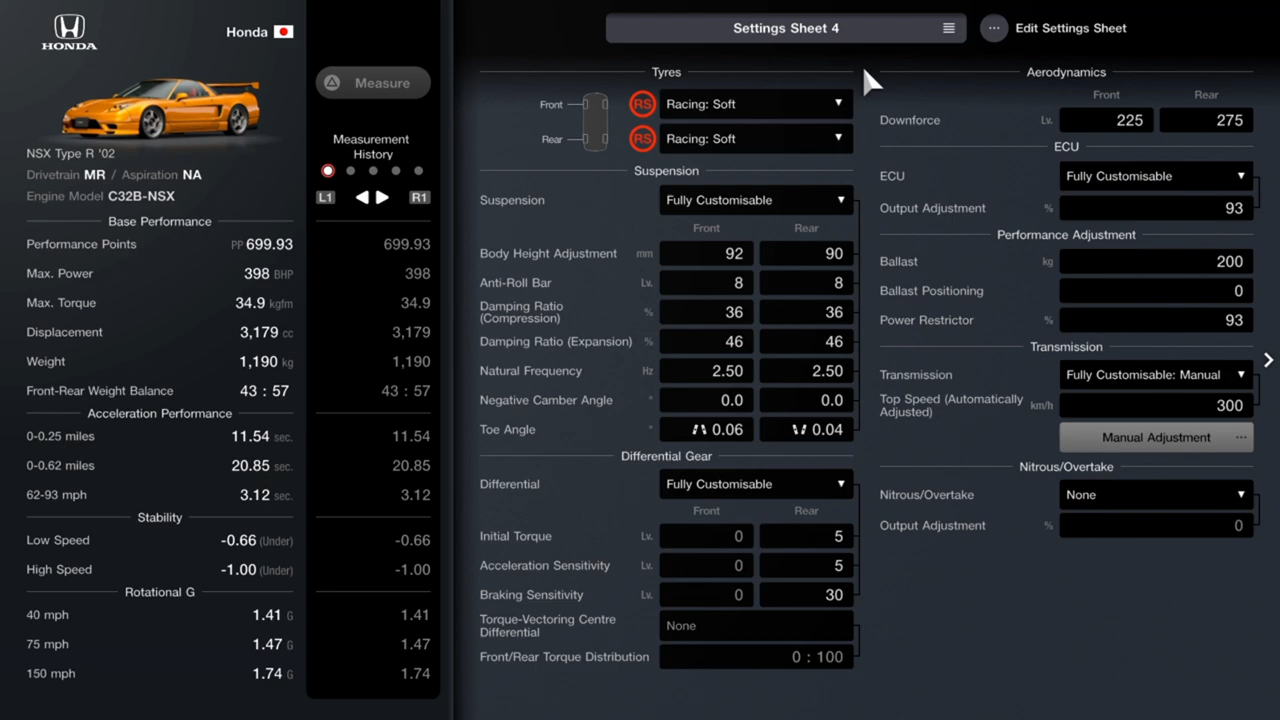 HONDA
Honda
NSX Type R '02
Drivetrain MR / Aspiration NA
Engine Model C32B-NSX
Base Performance
Performance Points PP 699.93
Max. Power 398 BHP
Max. Torque 34.9 kgfm
Displacement 3,179 cc
Weight 1,190 kg
Front-Rear Weight Balance 43 : 57
Acceleration Performance
0-0.25 miles 11.54 sec.
0-0.62 miles 20.85 sec.
62-93 mph 3.12 sec.
Stability
Low Speed -0.66 (Under)
High Speed -1.00 (Under)
Rotational G
40 mph 1.41 G
75 mph 1.47 G
150 mph 1.74 G
Measure
Measurement
History
L1 R1
699.93
398
34.9
3,179
1,190
43 : 57
11.54
20.85
3.12
-0.66
-1.00
1.41
1.47
1.74
Settings Sheet 4
Edit Settings Sheet
Tyres
Front RS Racing: Soft
Rear RS Racing: Soft
Suspension
Suspension Fully Customisable
Front Rear
Body Height Adjustment mm 92 90
Anti-Roll Bar Lv. 8 8
Damping Ratio
(Compression) % 36 36
Damping Ratio (Expansion) % 46 46
Natural Frequency Hz 2.50 2.50
Negative Camber Angle ° 0.0 0.0
Toe Angle ° 0.06 0.04
Differential Gear
Differential Fully Customisable
Front Rear
Initial Torque Lv. 0 5
Acceleration Sensitivity Lv. 0 5
Braking Sensitivity Lv. 0 30
Torque-Vectoring Centre
Differential None
Front/Rear Torque Distribution 0 : 100
Aerodynamics
Front Rear
Downforce Lv. 225 275
ECU
ECU Fully Customisable
Output Adjustment % 93
Performance Adjustment
Ballast kg 200
Ballast Positioning 0
Power Restrictor % 93
Transmission
Transmission Fully Customisable: Manual
Top Speed (Automatically
Adjusted) km/h 300
Manual Adjustment
Nitrous/Overtake
Nitrous/Overtake None
Output Adjustment % 0